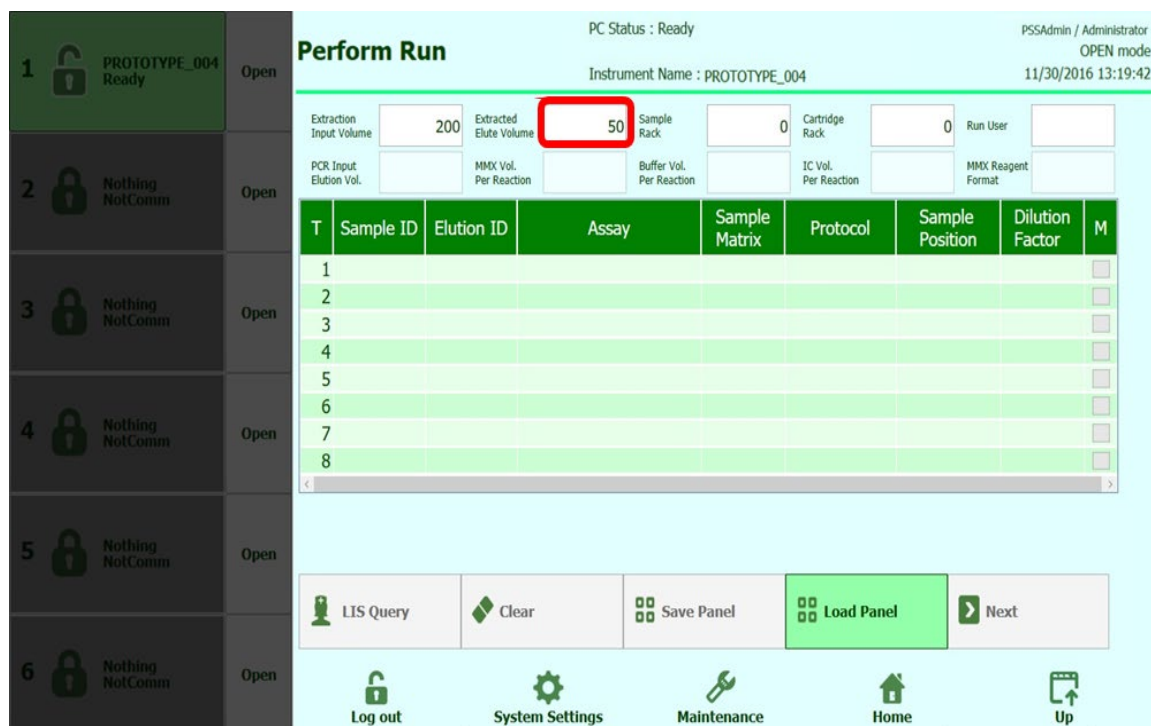 1
PROTOTYPE_004
Ready
Open
2
Nothing
NotComm
Open
3
Nothing
NotComm
Open
4
Nothing
NotComm
Open
5
Nothing
NotComm
Open
6
Nothing
NotComm
Open
Perform Run
PC Status : Ready
Instrument Name : PROTOTYPE_004
PSSAdmin / Administrator
OPEN mode
11/30/2016 13:19:42
Extraction
Input Volume
200
Extracted
Elute Volume
50
Sample
Rack
0
Cartridge
Rack
0
Run User
PCR Input
Elution Vol.
MMX Vol.
Per Reaction
Buffer Vol.
Per Reaction
IC Vol.
Per Reaction
MMX Reagent
Format
T Sample ID Elution ID Assay Sample Matrix Protocol Sample Position Dilution Factor M
1
2
3
4
5
6
7
8
LIS Query
Clear
Save Panel
Load Panel
Next
Log out
System Settings
Maintenance
Home
Up